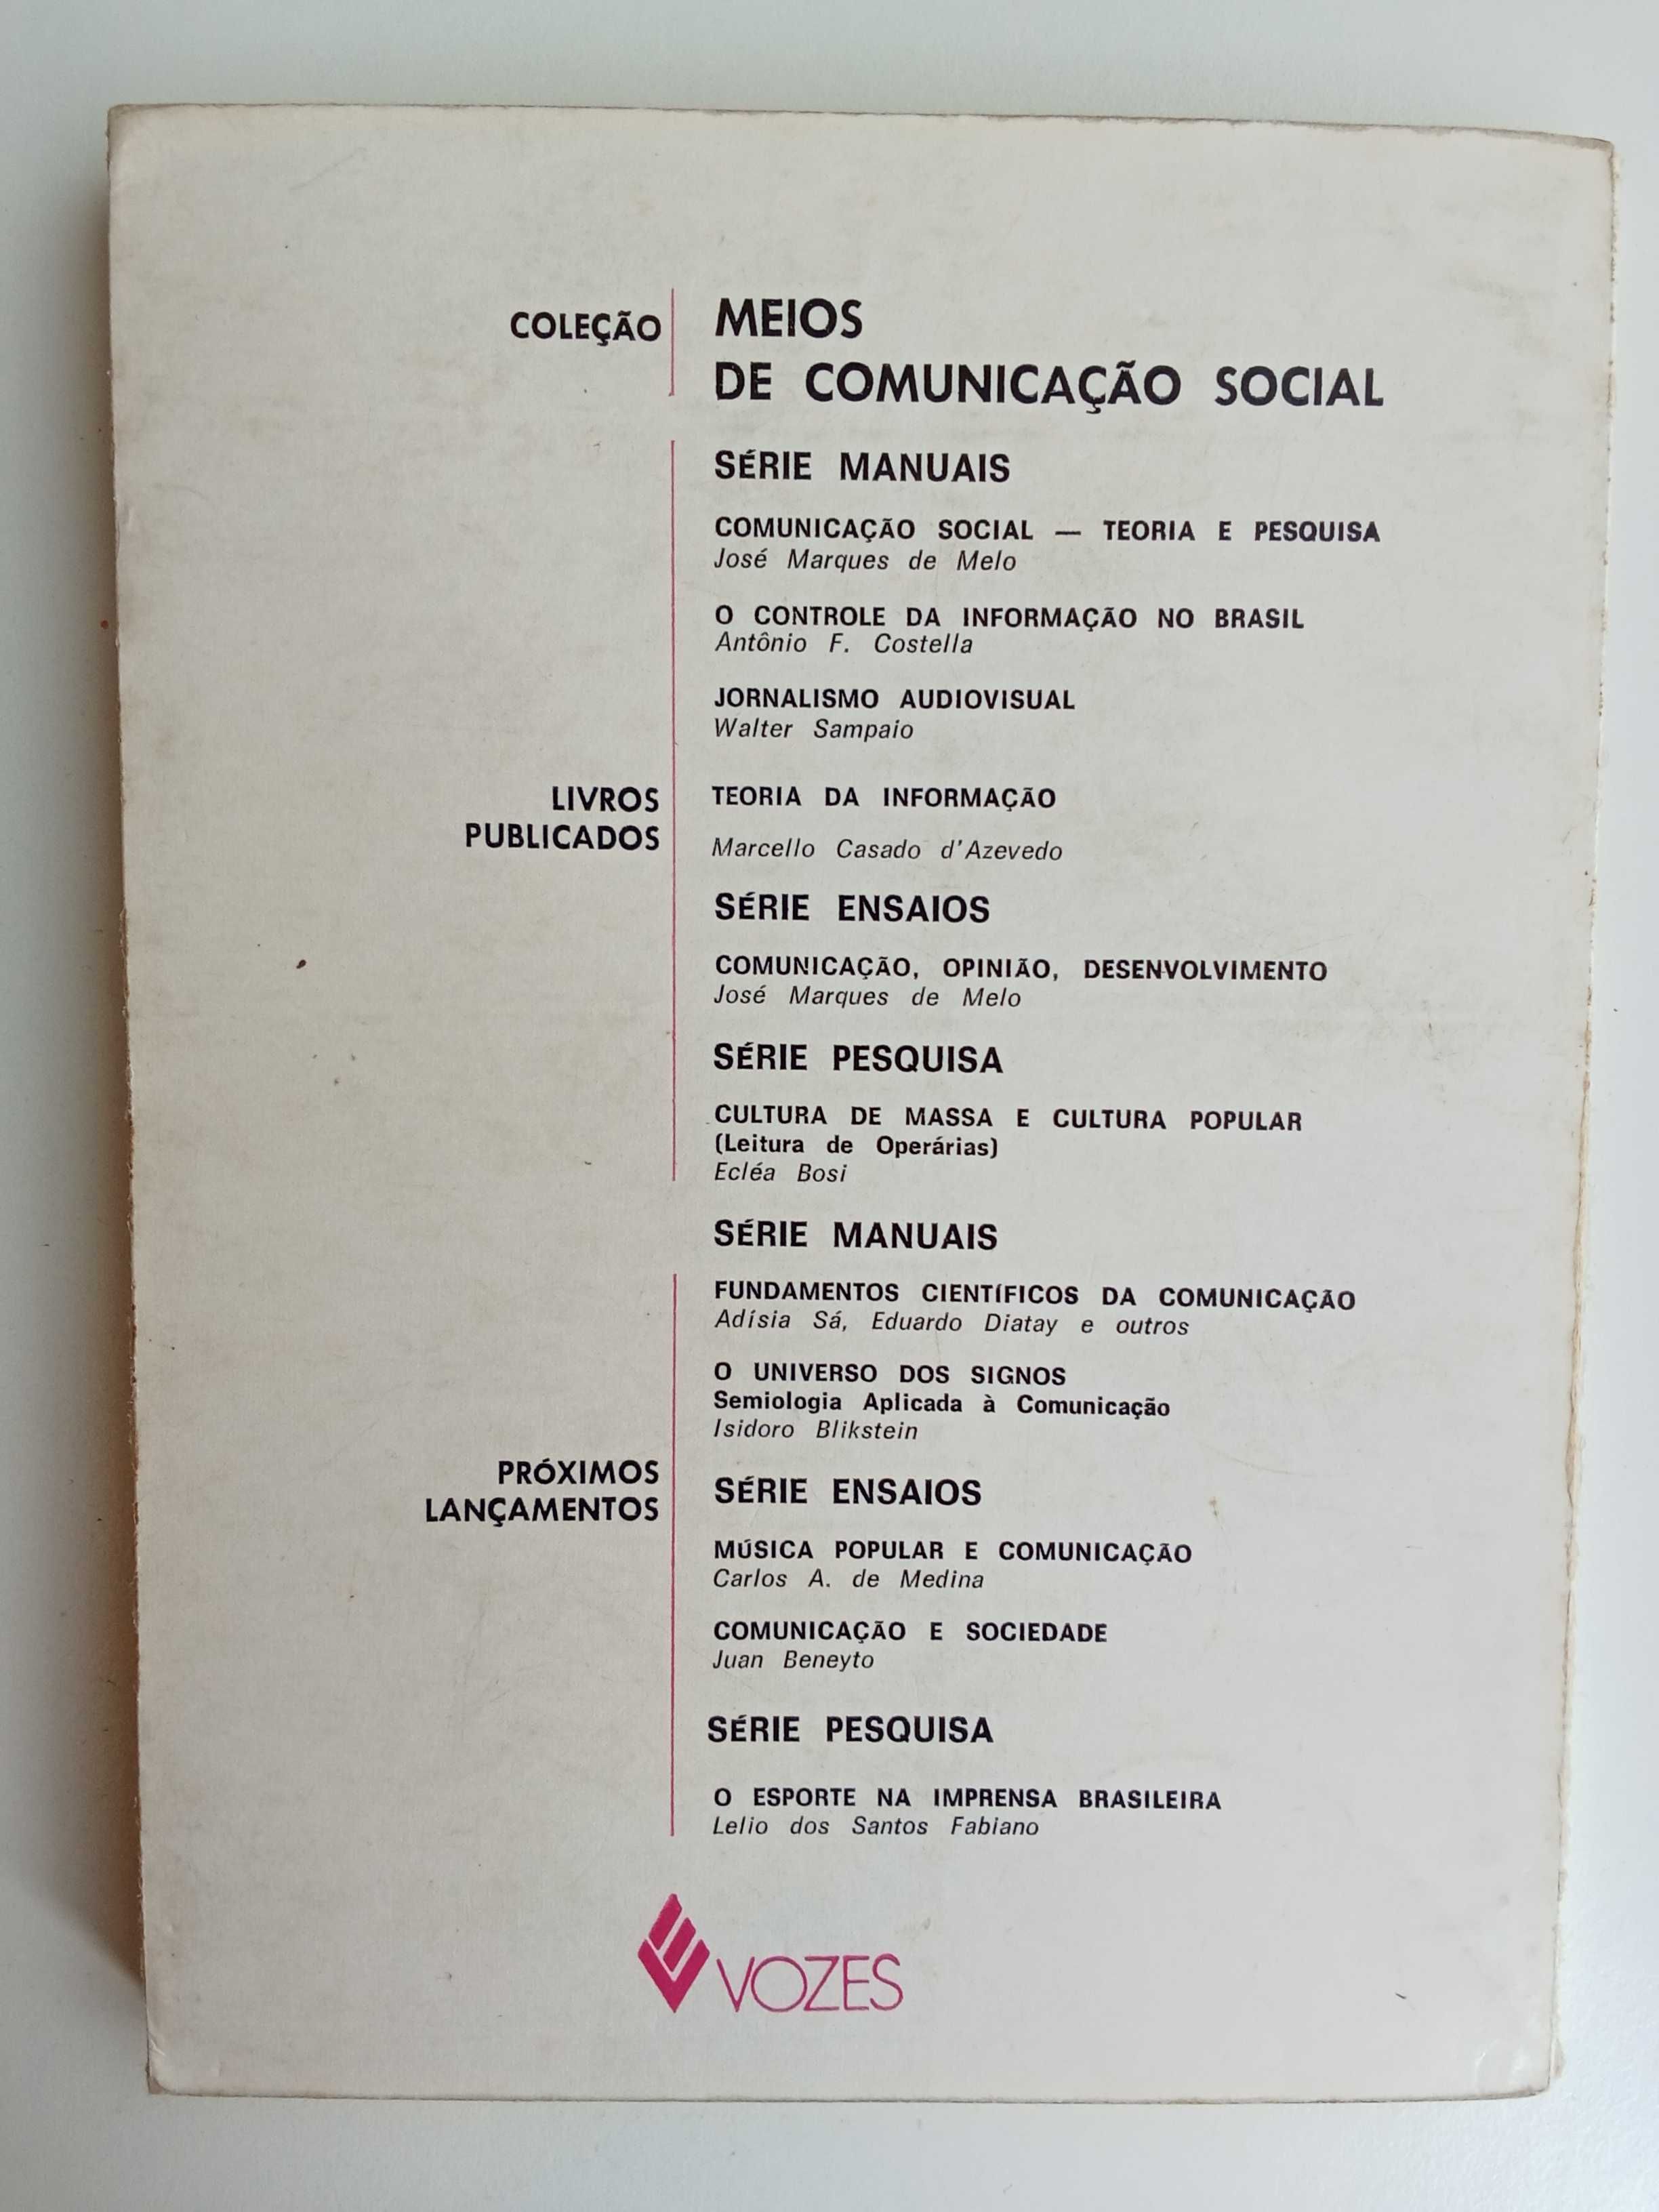 COLEÇÃO
MEIOS
DE COMUNICAÇÃO SOCIAL
SÉRIE MANUAIS
COMUNICAÇÃO SOCIAL — TEORIA E PESQUISA
José Marques de Melo
O CONTROLE DA INFORMAÇÃO NO BRASIL
Antônio F. Costella
JORNALISMO AUDIOVISUAL
Walter Sampaio
LIVROS
PUBLICADOS
TEORIA DA INFORMAÇÃO
Marcello Casado d'Azevedo
SÉRIE ENSAIOS
COMUNICAÇÃO, OPINIÃO, DESENVOLVIMENTO
José Marques de Melo
SÉRIE PESQUISA
CULTURA DE MASSA E CULTURA POPULAR
(Leitura de Operárias)
Ecléa Bosi
SÉRIE MANUAIS
FUNDAMENTOS CIENTÍFICOS DA COMUNICAÇÃO
Adísia Sá, Eduardo Diatay e outros
O UNIVERSO DOS SIGNOS
Semiologia Aplicada à Comunicação
Isidoro Blikstein
PRÓXIMOS
LANÇAMENTOS
SÉRIE ENSAIOS
MÚSICA POPULAR E COMUNICAÇÃO
Carlos A. de Medina
COMUNICAÇÃO E SOCIEDADE
Juan Beneyto
SÉRIE PESQUISA
O ESPORTE NA IMPRENSA BRASILEIRA
Lelio dos Santos Fabiano
VOZES